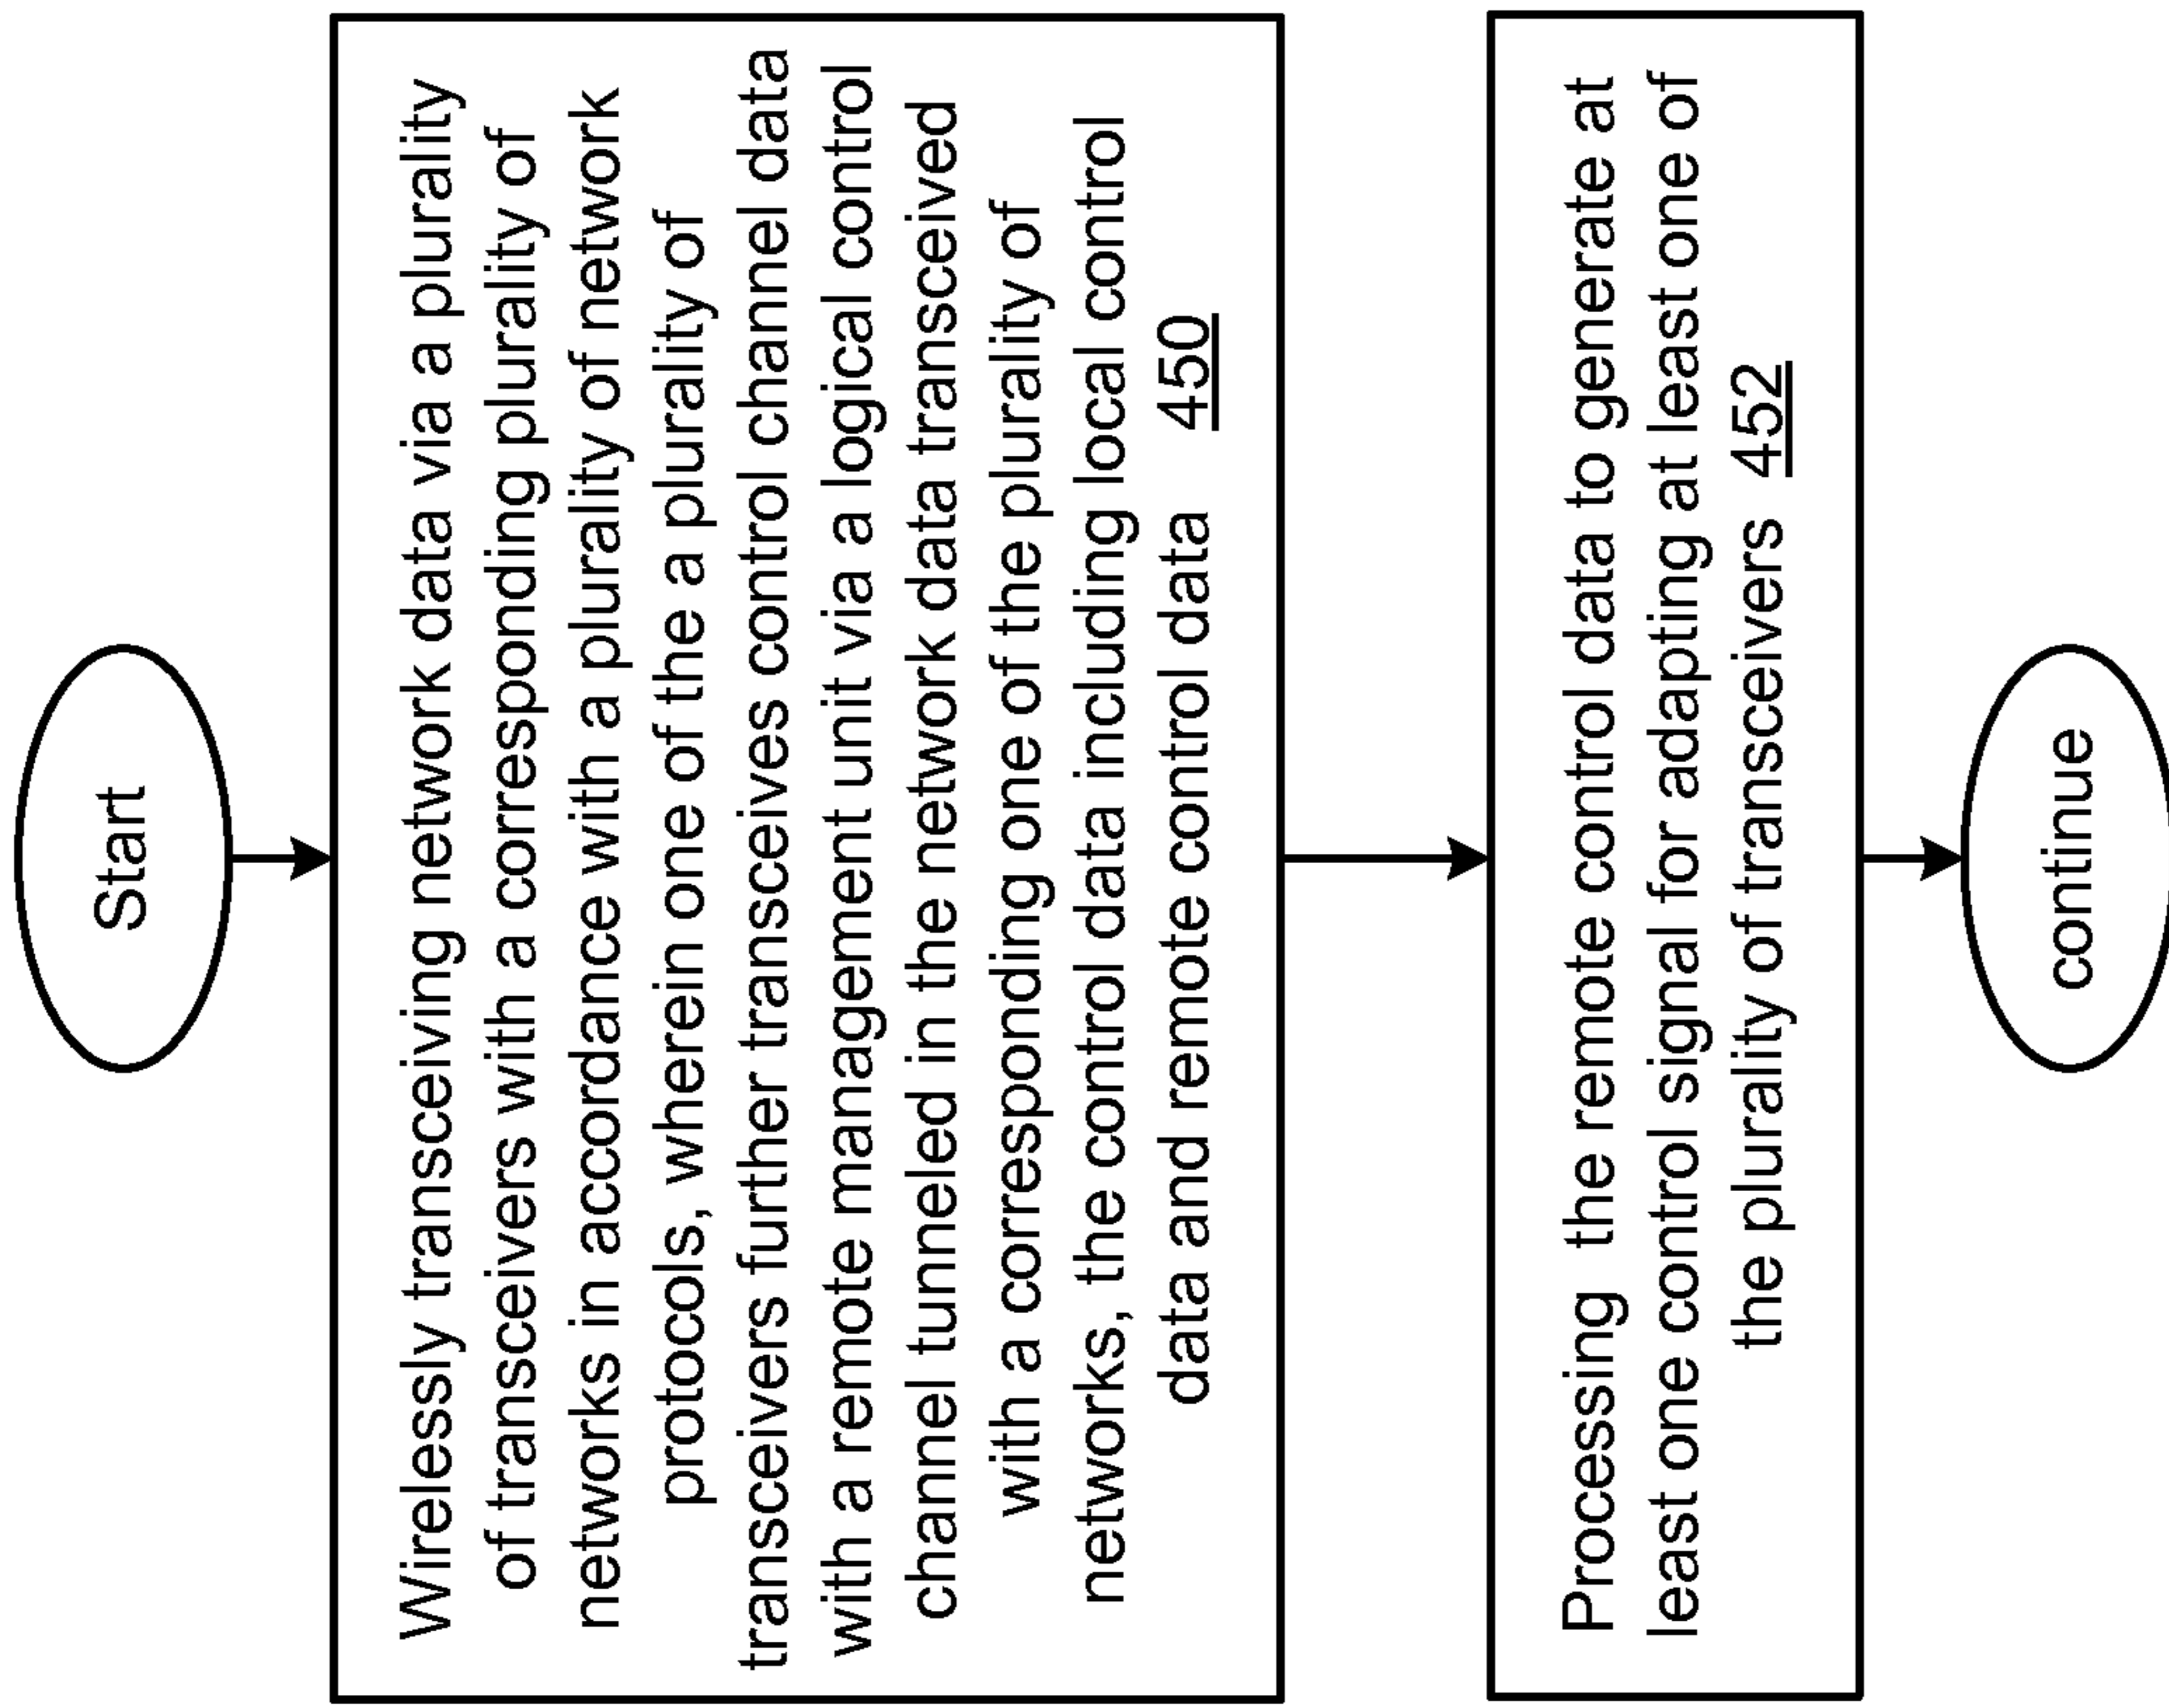 Start
Wirelessly transceiving network data via a plurality
of transceivers with a corresponding plurality of
networks in accordance with a plurality of network
protocols, wherein one of the a plurality of
transceivers further transceives control channel data
with a remote management unit via a logical control
channel tunneled in the network data transceived
with a corresponding one of the plurality of
networks, the control data including local control
data and remote control data 450
Processing the remote control data to generate at
least one control signal for adapting at least one of
the plurality of transceivers 452
continue